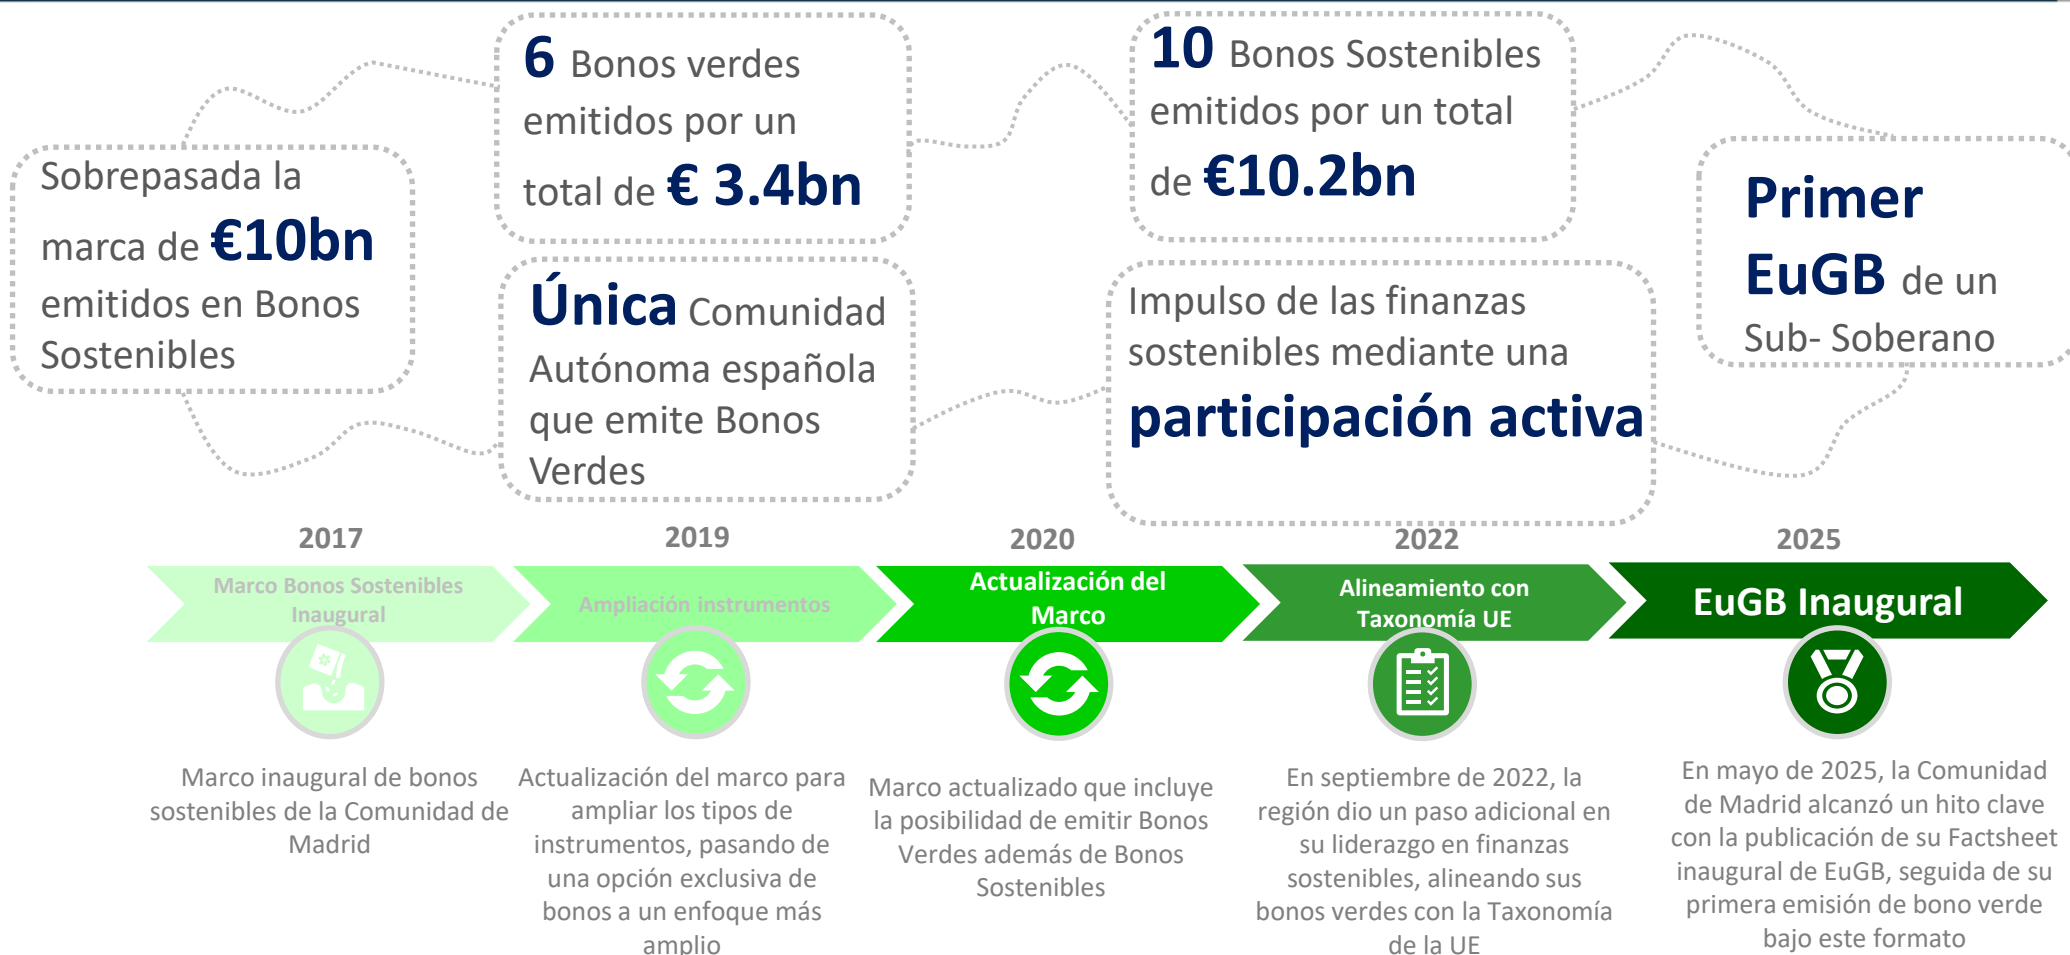 Sobrepasada la
marca de €10bn
emitidos en Bonos
Sostenibles
6 Bonos verdes
emitidos por un
total de € 3.4bn
Única Comunidad
Autónoma española
que emite Bonos
Verdes
10 Bonos Sostenibles
emitidos por un total
de €10.2bn
Impulso de las finanzas
sostenibles mediante una
participación activa
Primer
EuGB de un
Sub- Soberano
2017
Marco Bonos Sostenibles
Inaugural
Marco inaugural de bonos
sostenibles de la Comunidad de
Madrid
2019
Ampliación instrumentos
Actualización del marco para
ampliar los tipos de
instrumentos, pasando de
una opción exclusiva de
bonos a un enfoque más
amplio
2020
Actualización del
Marco
Marco actualizado que incluye
la posibilidad de emitir Bonos
Verdes además de Bonos
Sostenibles
2022
Alineamiento con
Taxonomía UE
En septiembre de 2022, la
región dio un paso adicional en
su liderazgo en finanzas
sostenibles, alineando sus
bonos verdes con la Taxonomía
de la UE
2025
EuGB Inaugural
En mayo de 2025, la Comunidad
de Madrid alcanzó un hito clave
con la publicación de su Factsheet
inaugural de EuGB, seguida de su
primera emisión de bono verde
bajo este formato